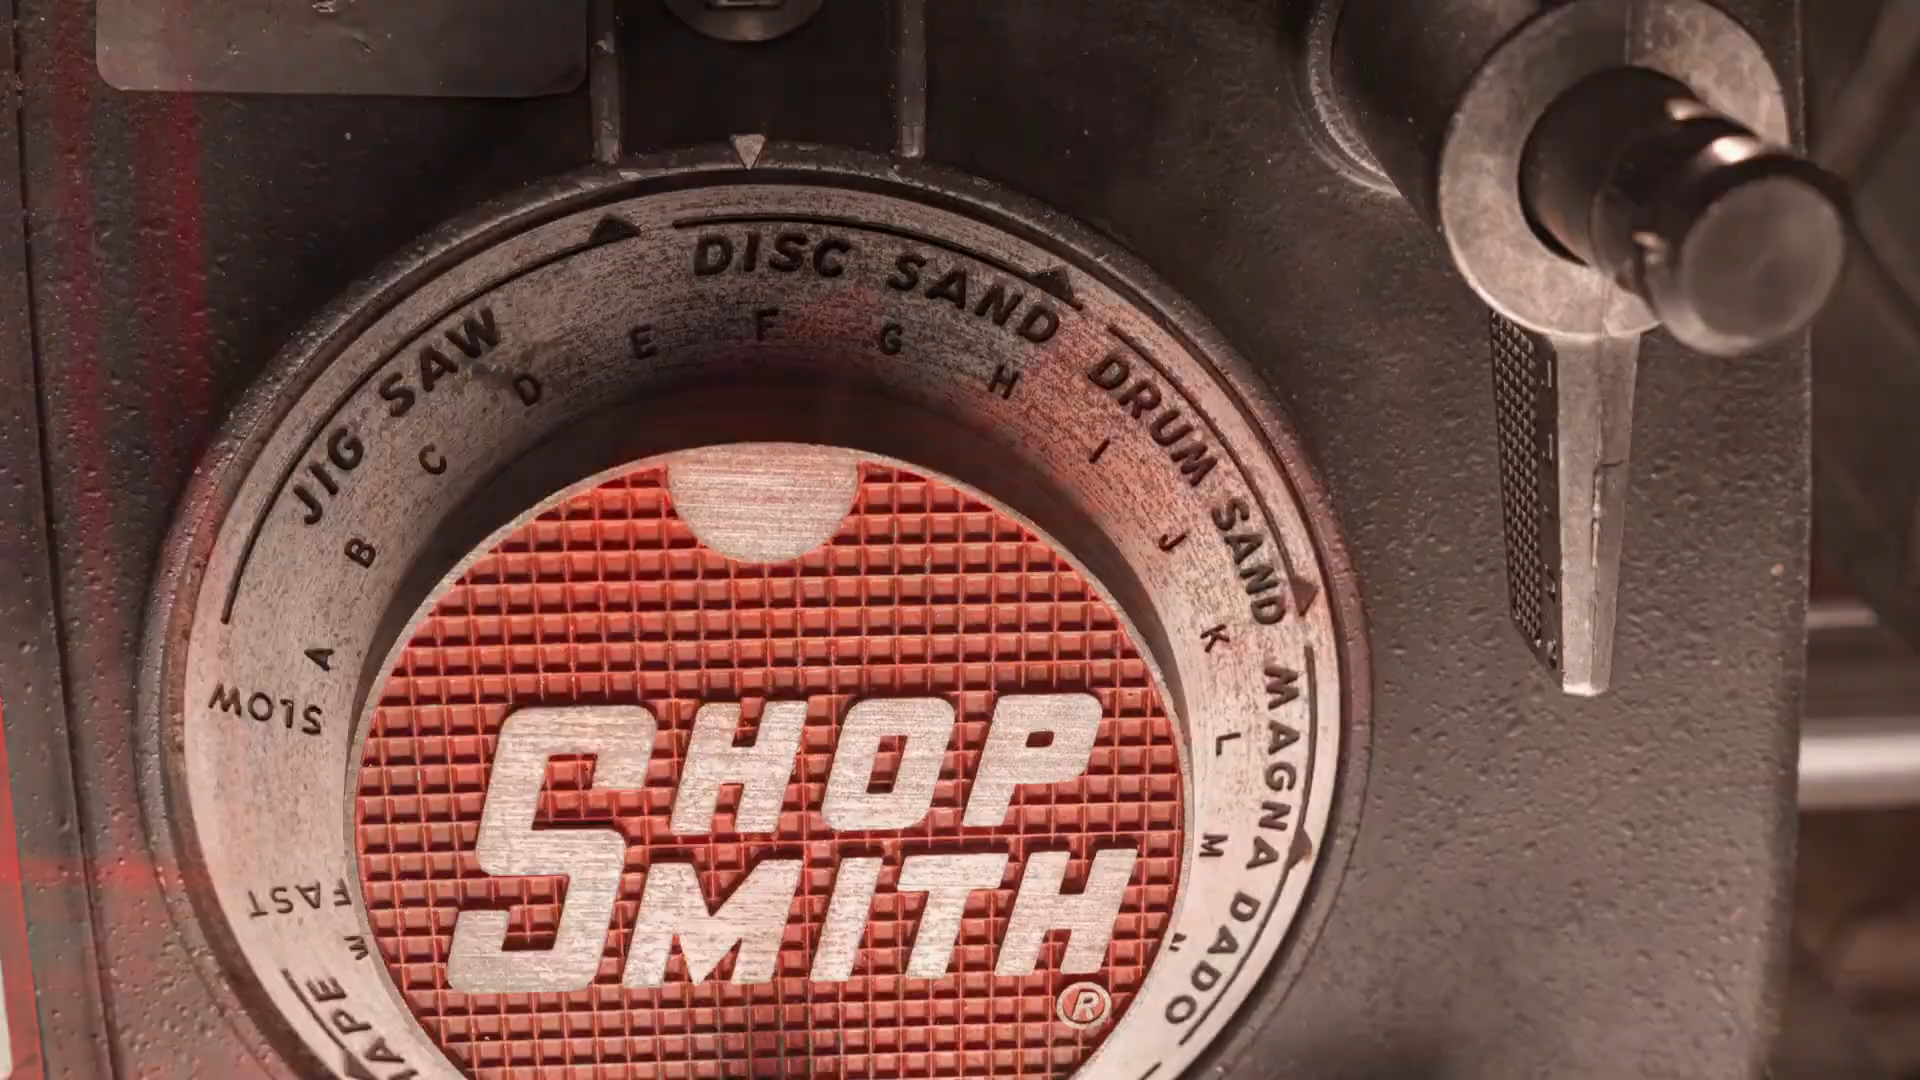 JIG SAW
DISC SAND
DRUM SAND
MAGNA DADO
SLOW
A
B
C
D
E
F
G
H
I
J
K
L
M
N
FAST
W
SHOP
SMITH
®